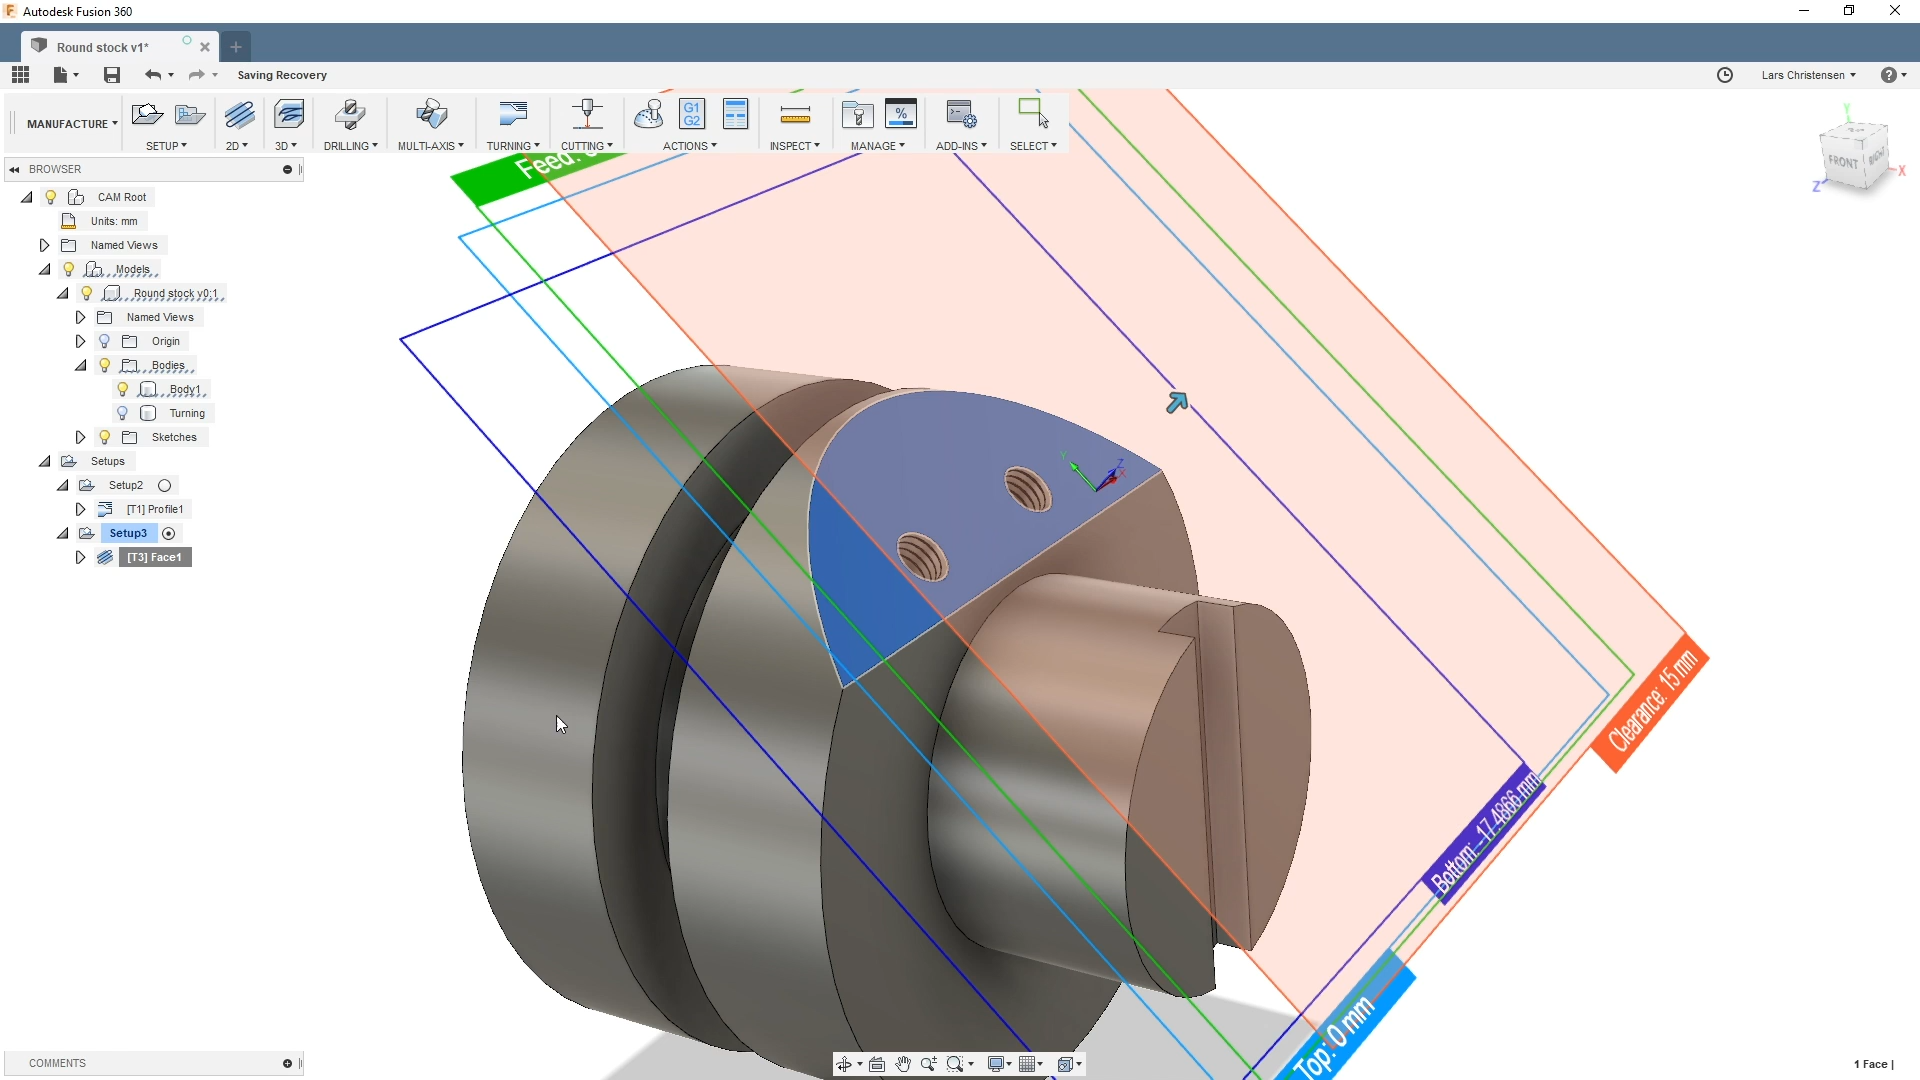 Autodesk Fusion 360
Round stock v1*
Saving Recovery
Lars Christensen
MANUFACTURE
SETUP
2D
3D
DRILLING
MULTI-AXIS
TURNING
CUTTING
G1
G2
ACTIONS
INSPECT
%
MANAGE
ADD-INS
SELECT
BROWSER
CAM Root
Units: mm
Named Views
Models
Round stock v0:1
Named Views
Origin
Bodies
Body1
Turning
Sketches
Setups
Setup2
[T1] Profile1
Setup3
[T3] Face1
Feed:
Y
FRONT
RIGHT
X
Z
Y
Z
X
Clearance: 15 mm
Bottom: -17.4866 mm
Top: 0 mm
COMMENTS
1 Face |